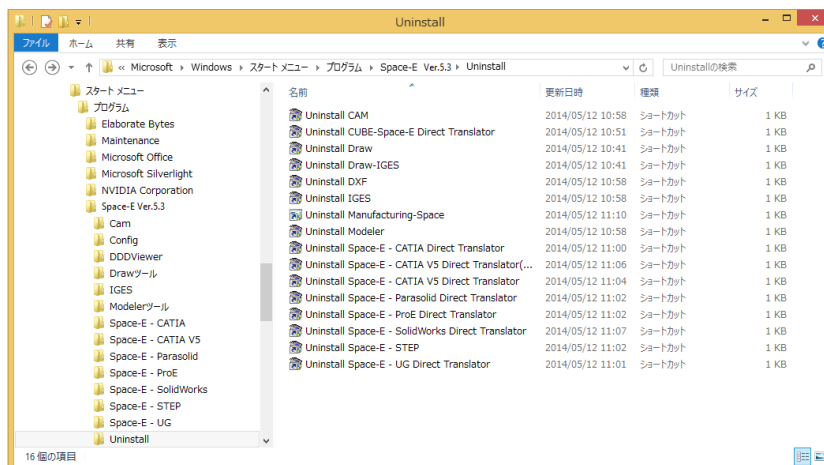 Uninstall
ファイル ホーム 共有 表示
« Microsoft › Windows › スタート メニュー › プログラム › Space-E Ver.5.3 › Uninstall
Uninstallの検索
スタート メニュー
プログラム
Elaborate Bytes
Maintenance
Microsoft Office
Microsoft Silverlight
NVIDIA Corporation
Space-E Ver.5.3
Cam
Config
DDDViewer
Drawツール
IGES
Modelerツール
Space-E - CATIA
Space-E - CATIA V5
Space-E - Parasolid
Space-E - ProE
Space-E - SolidWorks
Space-E - STEP
Space-E - UG
Uninstall
名前 更新日時 種類 サイズ
Uninstall CAM 2014/05/12 10:58 ショートカット 1 KB
Uninstall CUBE-Space-E Direct Translator 2014/05/12 10:51 ショートカット 1 KB
Uninstall Draw 2014/05/12 10:41 ショートカット 1 KB
Uninstall Draw-IGES 2014/05/12 10:41 ショートカット 1 KB
Uninstall DXF 2014/05/12 10:58 ショートカット 1 KB
Uninstall IGES 2014/05/12 10:58 ショートカット 1 KB
Uninstall Manufacturing-Space 2014/05/12 11:10 ショートカット 1 KB
Uninstall Modeler 2014/05/12 10:58 ショートカット 1 KB
Uninstall Space-E - CATIA Direct Translator 2014/05/12 11:00 ショートカット 1 KB
Uninstall Space-E - CATIA V5 Direct Translator(... 2014/05/12 11:06 ショートカット 1 KB
Uninstall Space-E - CATIA V5 Direct Translator 2014/05/12 11:04 ショートカット 1 KB
Uninstall Space-E - Parasolid Direct Translator 2014/05/12 11:02 ショートカット 1 KB
Uninstall Space-E - ProE Direct Translator 2014/05/12 11:02 ショートカット 1 KB
Uninstall Space-E - SolidWorks Direct Translator 2014/05/12 11:07 ショートカット 1 KB
Uninstall Space-E - STEP 2014/05/12 11:02 ショートカット 1 KB
Uninstall Space-E - UG Direct Translator 2014/05/12 11:01 ショートカット 1 KB
16 個の項目